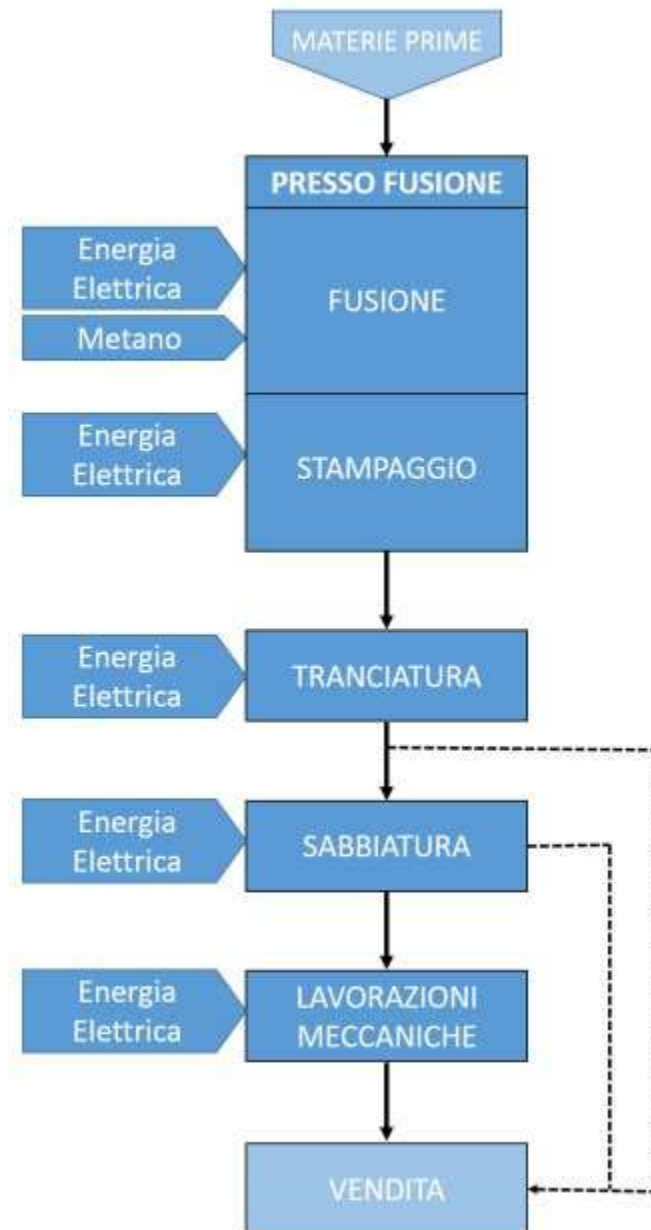 MATERIE PRIME
PRESSO FUSIONE
Energia
Elettrica
FUSIONE
Metano
Energia
Elettrica
STAMPAGGIO
Energia
Elettrica
TRANCIATURA
Energia
Elettrica
SABBIATURA
Energia
Elettrica
LAVORAZIONI
MECCANICHE
VENDITA